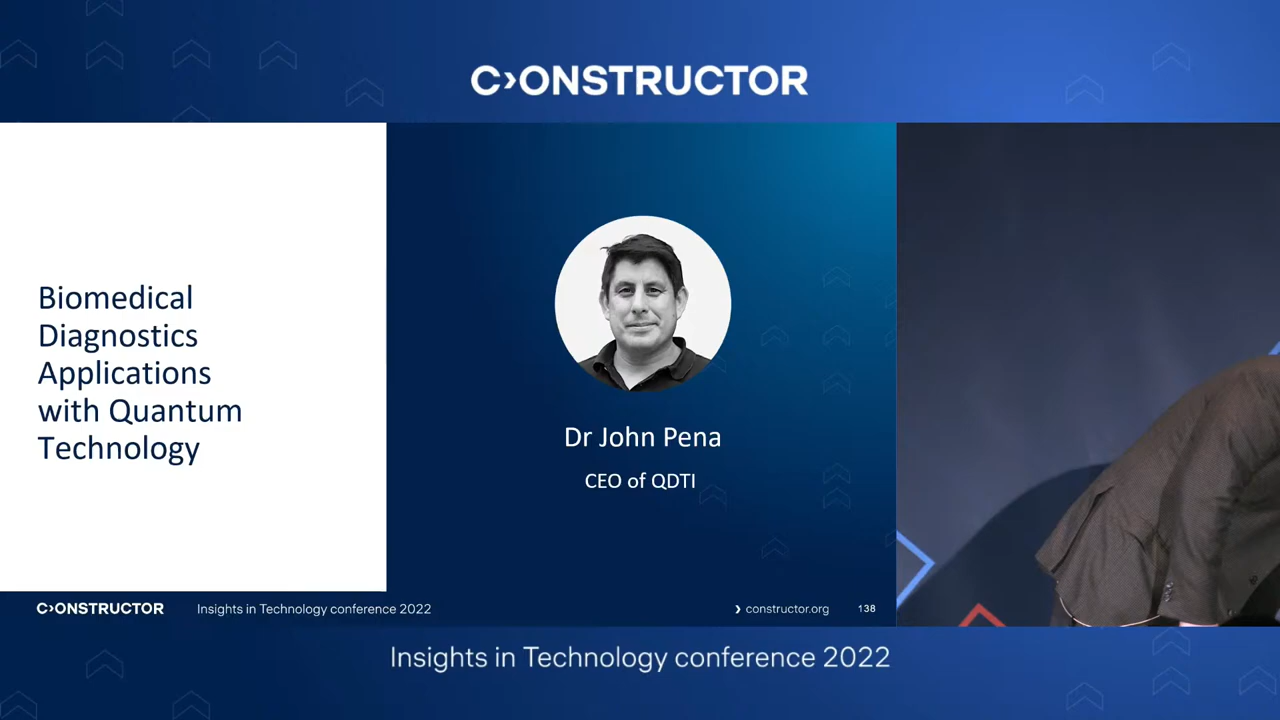 C›ONSTRUCTOR
Biomedical
Diagnostics
Applications
with Quantum
Technology
Dr John Pena
CEO of QDTI
C›ONSTRUCTOR
Insights in Technology conference 2022
› constructor.org
138
Insights in Technology conference 2022